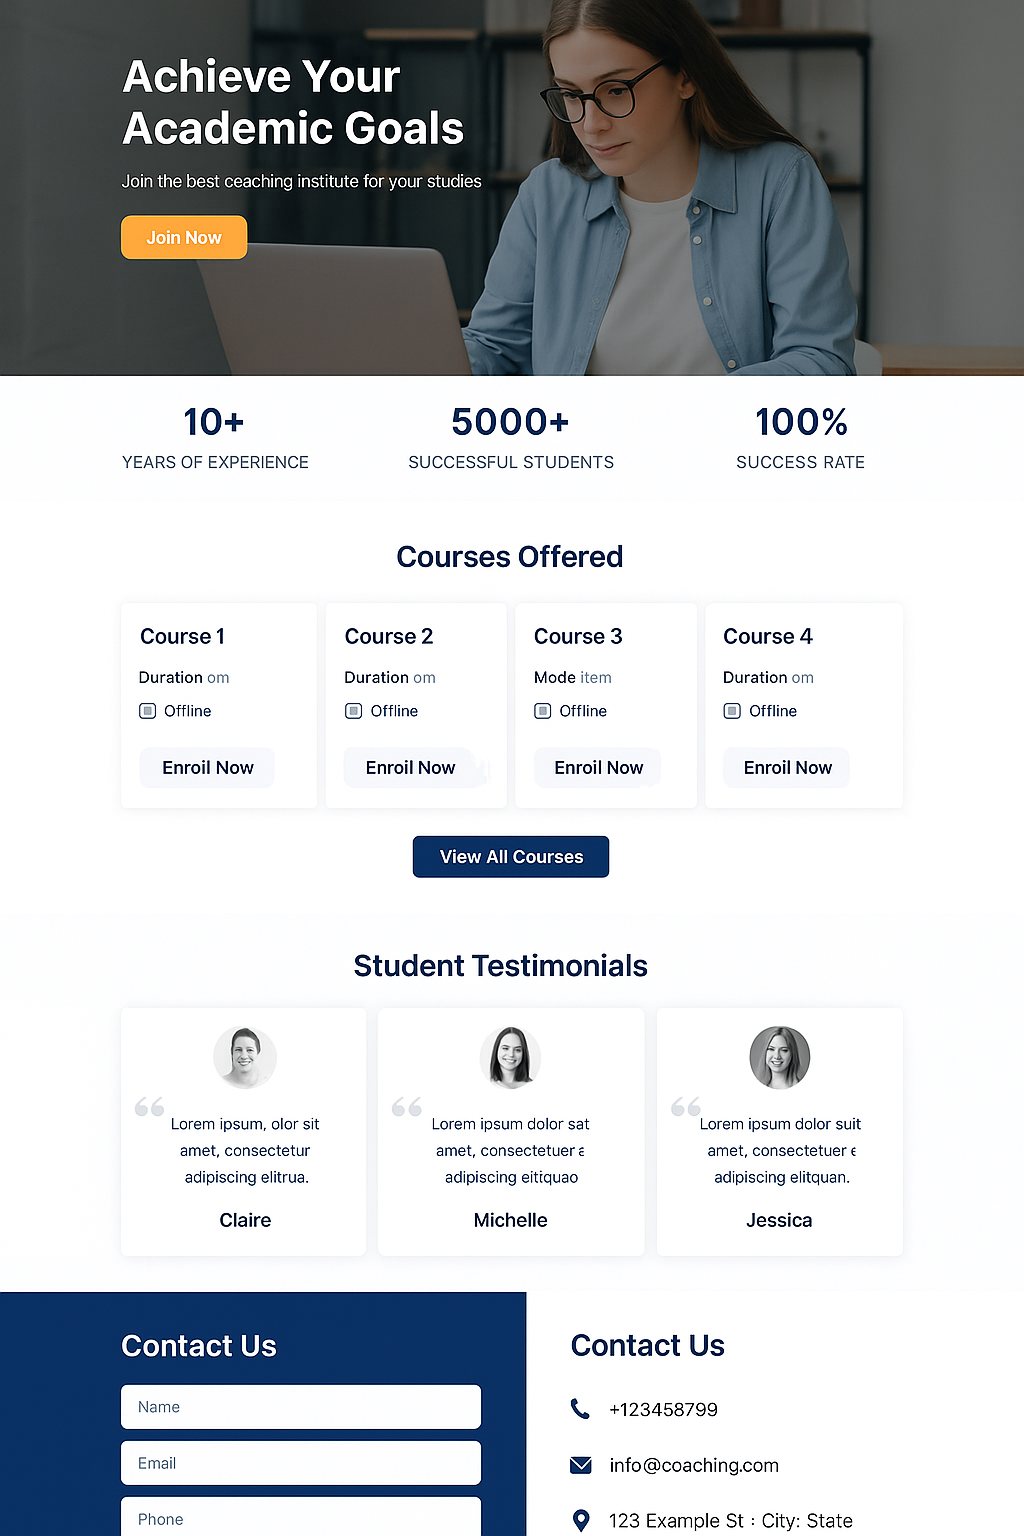 Achieve Your
Academic Goals
Join the best ceaching institute for your studies
Join Now
10+
YEARS OF EXPERIENCE
5000+
SUCCESSFUL STUDENTS
100%
SUCCESS RATE
Courses Offered
Course 1
Duration om
Offline
Enroil Now
Course 2
Duration om
Offline
Enroil Now
Course 3
Mode item
Offline
Enroil Now
Course 4
Duration om
Offline
Enroil Now
View All Courses
Student Testimonials
“
Lorem ipsum, olor sit
amet, consectetur
adipiscing elitrua.
Claire
“
Lorem ipsum dolor sat
amet, consectetuer
adipiscing eitiquao
Michelle
“
Lorem ipsum dolor suit
amet, consectetuer
adipiscing elitquan.
Jessica
Contact Us
Name
Email
Phone
Contact Us
+123458799
info@coaching.com
123 Example St : City: State